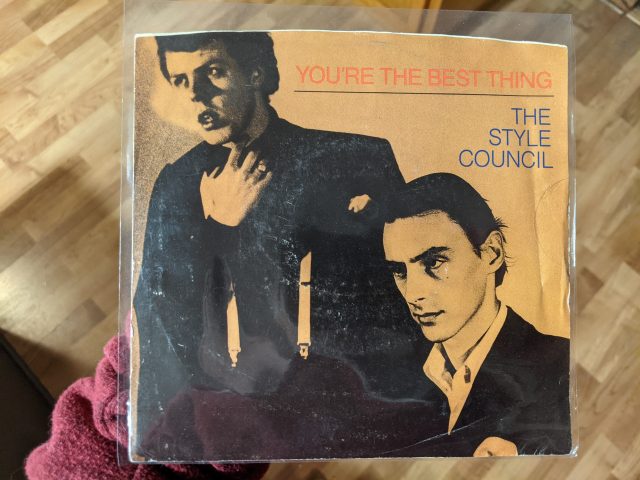 YOU'RE THE BEST THING
THE
STYLE
COUNCIL